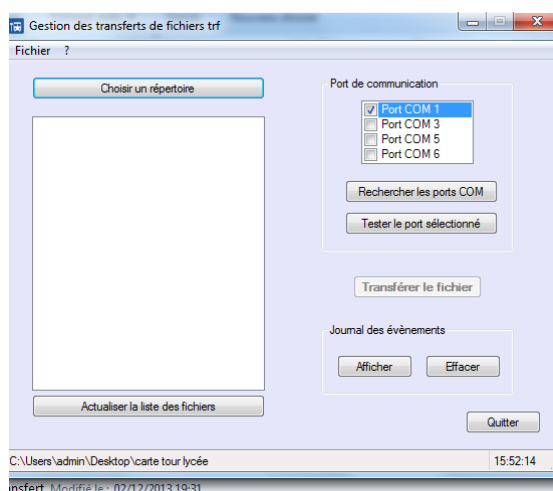 Gestion des transferts de fichiers trf
Fichier ?
Choisir un répertoire
Port de communication
Port COM 1
Port COM 3
Port COM 5
Port COM 6
Rechercher les ports COM
Tester le port sélectionné
Transférer le fichier
Journal des évènements
Afficher Effacer
Actualiser la liste des fichiers
Quitter
C:\Users\admin\Desktop\carte tour lycée 15:52:14
Modifié le : 02/12/2013 19:31